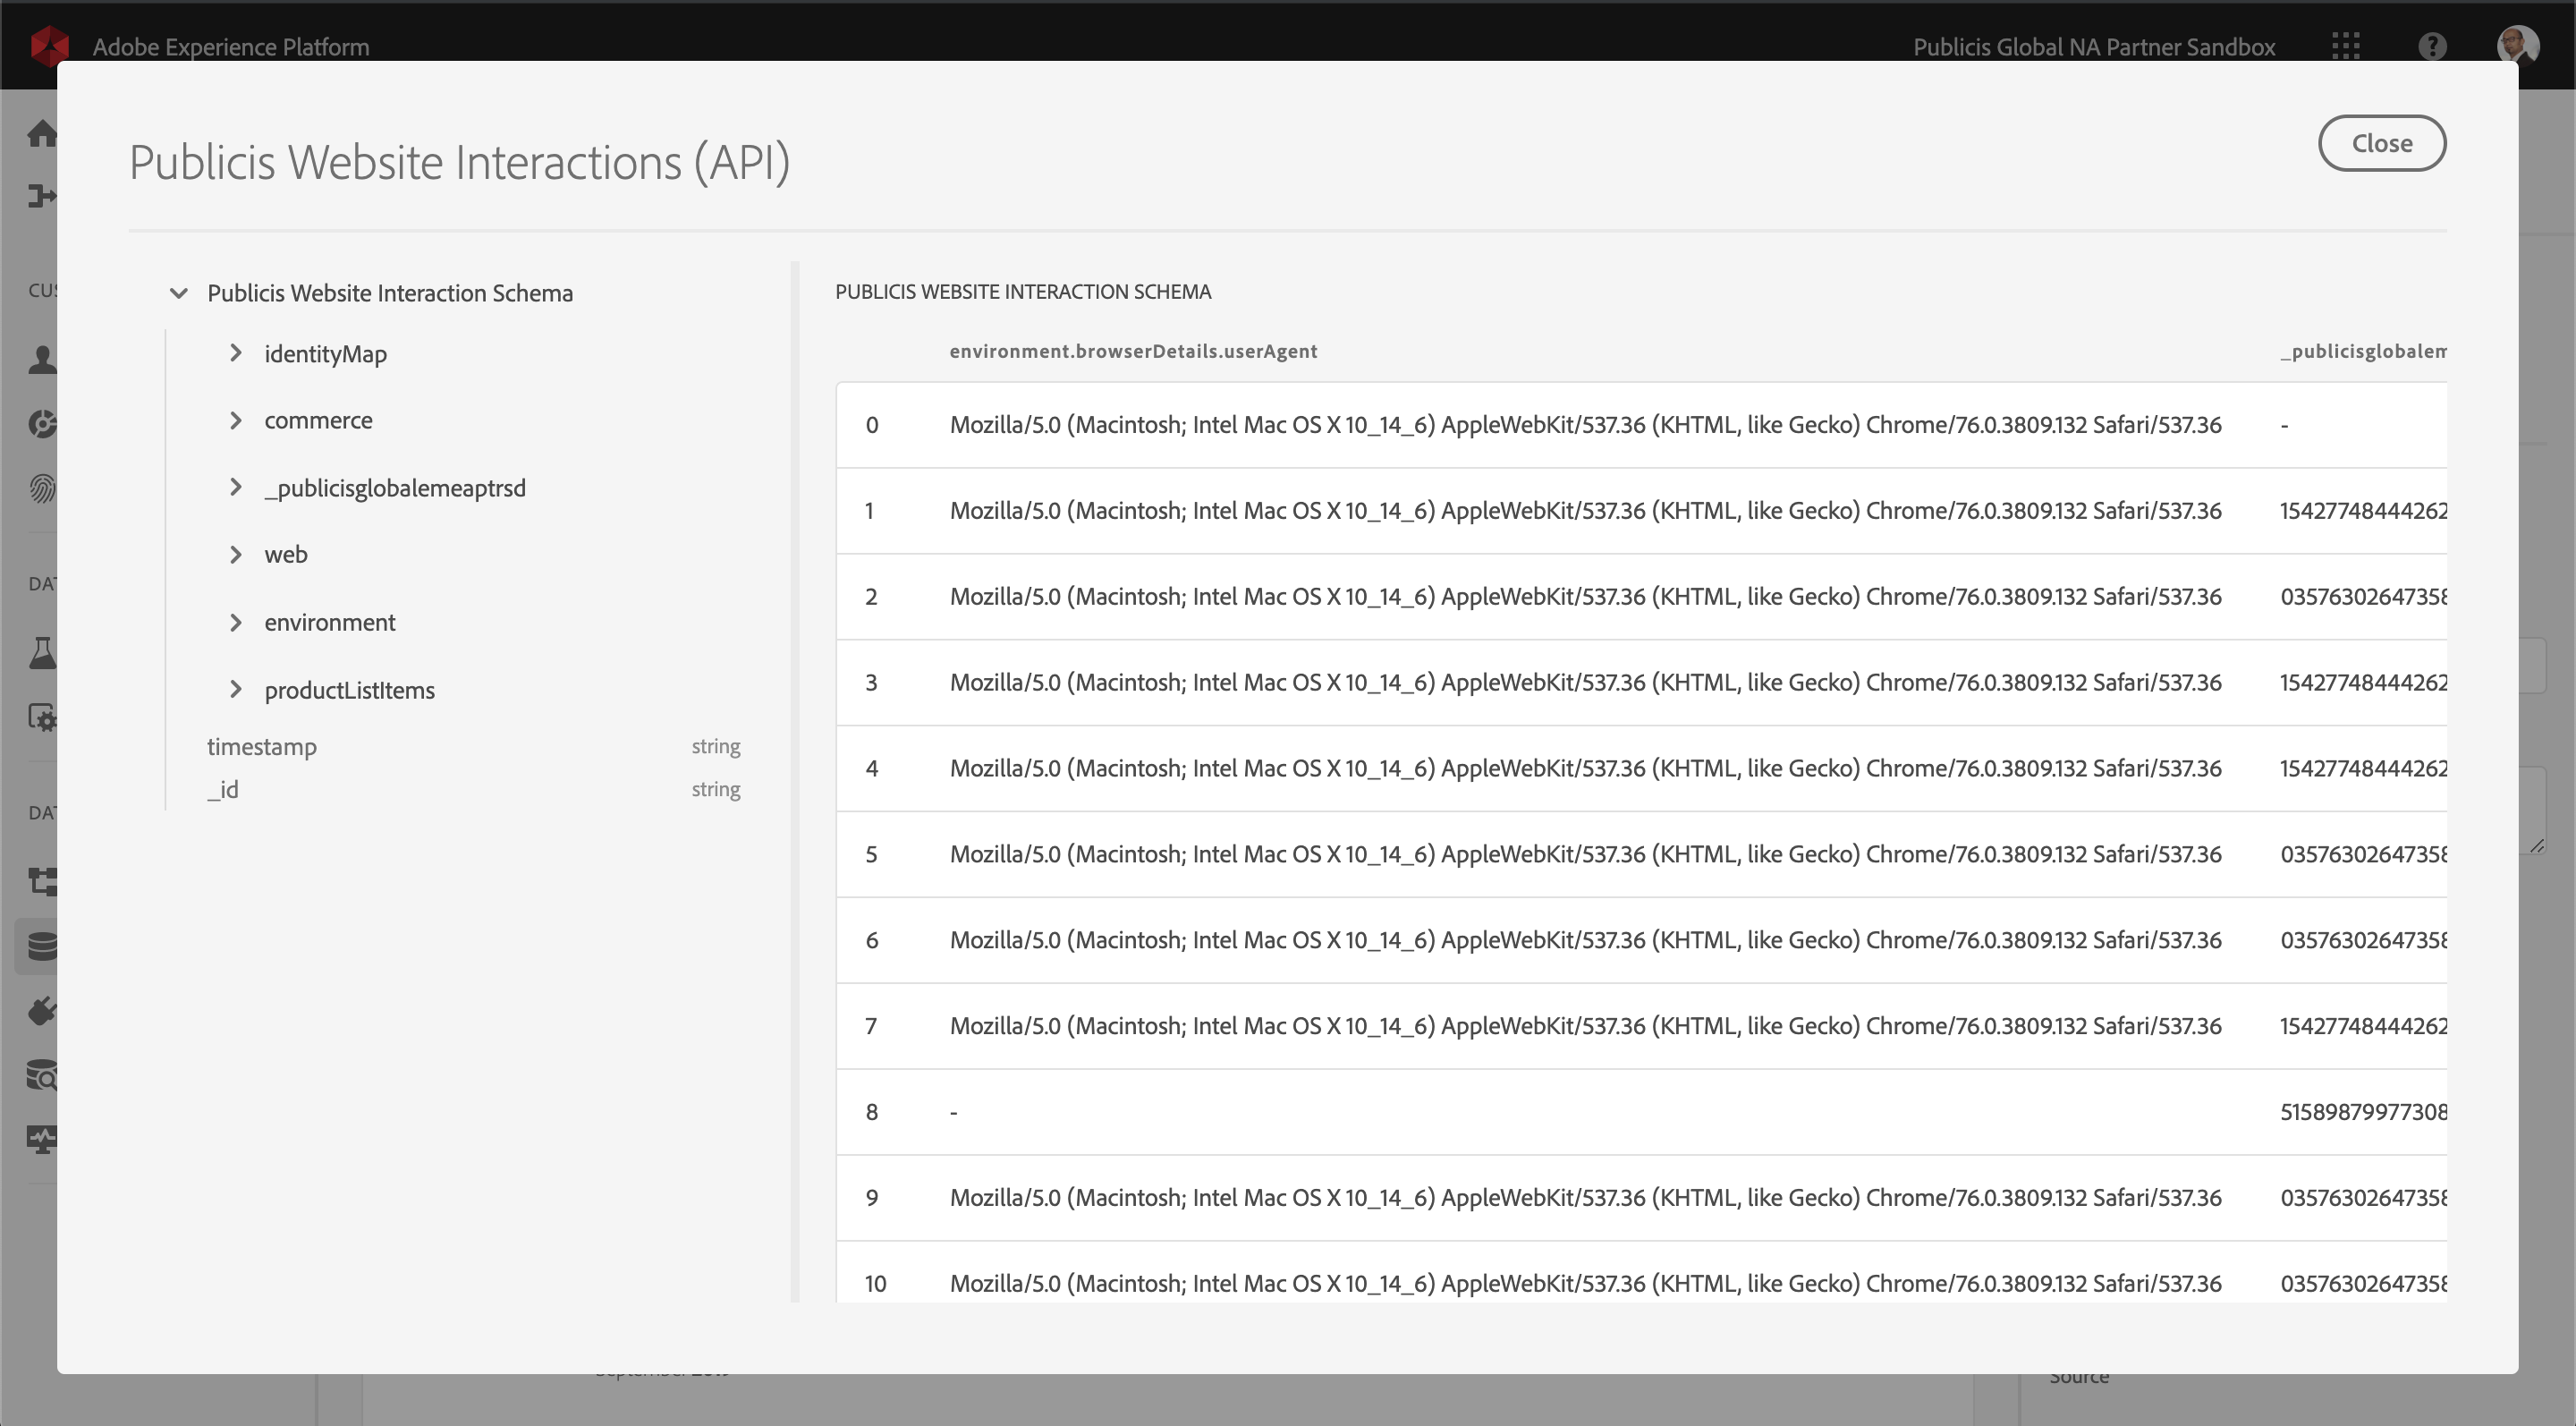 Adobe Experience Platform
Publicis Global NA Partner Sandbox
Publicis Website Interactions (API)
Close
CUS
DAT
DAT
Publicis Website Interaction Schema
identityMap
commerce
_publicisglobalemeaptrsd
web
environment
productListItems
timestamp string
_id string
PUBLICIS WEBSITE INTERACTION SCHEMA
environment.browserDetails.userAgent _publicisglobalem
0 Mozilla/5.0 (Macintosh; Intel Mac OS X 10_14_6) AppleWebKit/537.36 (KHTML, like Gecko) Chrome/76.0.3809.132 Safari/537.36 -
1 Mozilla/5.0 (Macintosh; Intel Mac OS X 10_14_6) AppleWebKit/537.36 (KHTML, like Gecko) Chrome/76.0.3809.132 Safari/537.36 15427748444262
2 Mozilla/5.0 (Macintosh; Intel Mac OS X 10_14_6) AppleWebKit/537.36 (KHTML, like Gecko) Chrome/76.0.3809.132 Safari/537.36 03576302647358
3 Mozilla/5.0 (Macintosh; Intel Mac OS X 10_14_6) AppleWebKit/537.36 (KHTML, like Gecko) Chrome/76.0.3809.132 Safari/537.36 15427748444262
4 Mozilla/5.0 (Macintosh; Intel Mac OS X 10_14_6) AppleWebKit/537.36 (KHTML, like Gecko) Chrome/76.0.3809.132 Safari/537.36 15427748444262
5 Mozilla/5.0 (Macintosh; Intel Mac OS X 10_14_6) AppleWebKit/537.36 (KHTML, like Gecko) Chrome/76.0.3809.132 Safari/537.36 03576302647358
6 Mozilla/5.0 (Macintosh; Intel Mac OS X 10_14_6) AppleWebKit/537.36 (KHTML, like Gecko) Chrome/76.0.3809.132 Safari/537.36 03576302647358
7 Mozilla/5.0 (Macintosh; Intel Mac OS X 10_14_6) AppleWebKit/537.36 (KHTML, like Gecko) Chrome/76.0.3809.132 Safari/537.36 15427748444262
8 - 51589879977308
9 Mozilla/5.0 (Macintosh; Intel Mac OS X 10_14_6) AppleWebKit/537.36 (KHTML, like Gecko) Chrome/76.0.3809.132 Safari/537.36 03576302647358
10 Mozilla/5.0 (Macintosh; Intel Mac OS X 10_14_6) AppleWebKit/537.36 (KHTML, like Gecko) Chrome/76.0.3809.132 Safari/537.36 03576302647358
Source